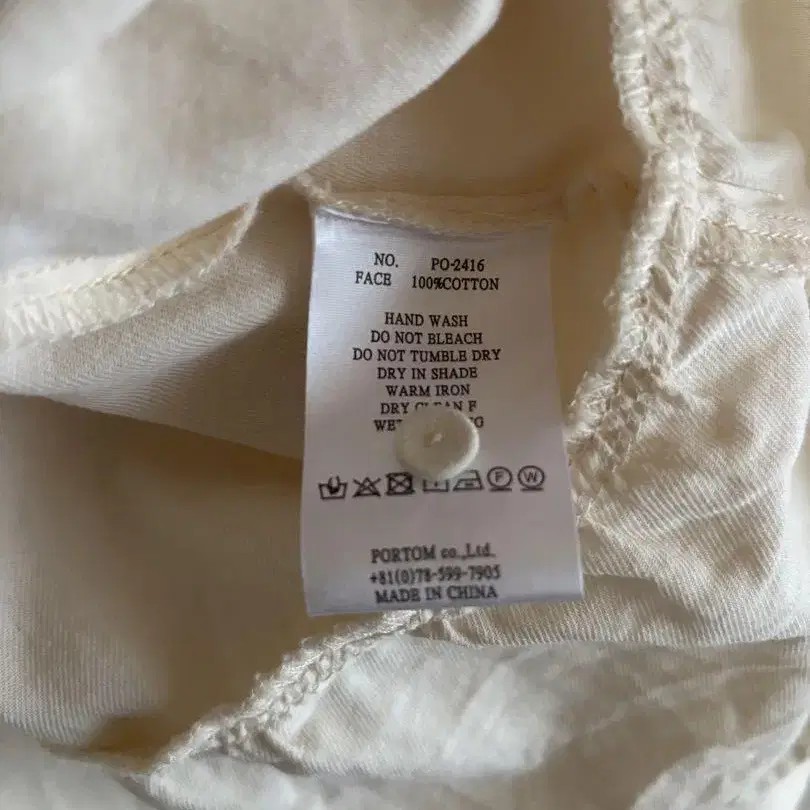 NO. PO-2416
FACE 100%COTTON
HAND WASH
DO NOT BLEACH
DO NOT TUMBLE DRY
DRY IN SHADE
WARM IRON
DRY F
F W
PORTOM co.,Ltd.
+81(0)78-599-7905
MADE IN CHINA